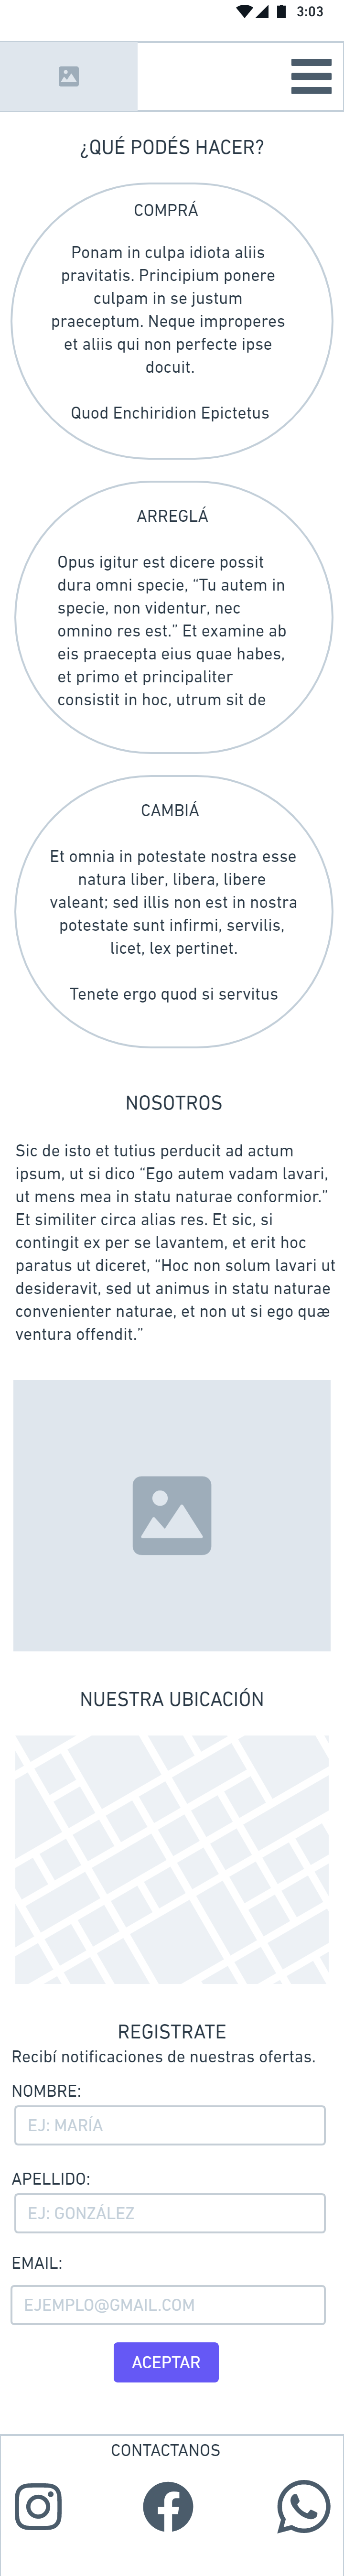 3:03
¿QUÉ PODÉS HACER?
COMPRÁ
Ponam in culpa idiota aliis
pravitatis. Principium ponere
culpam in se justum
praeceptum. Neque improperes
et aliis qui non perfecte ipse
docuit.
Quod Enchiridion Epictetus
ARREGLÁ
Opus igitur est dicere possit
dura omni specie, “Tu autem in
specie, non videntur, nec
omnino res est.” Et examine ab
eis praecepta eius quae habes,
et primo et principaliter
consistit in hoc, utrum sit de
CAMBIÁ
Et omnia in potestate nostra esse
natura liber, libera, libere
valeant; sed illis non est in nostra
potestate sunt infirmi, servilis,
licet, lex pertinet.
Tenete ergo quod si servitus
NOSOTROS
Sic de isto et tutius perducit ad actum
ipsum, ut si dico “Ego autem vadam lavari,
ut mens mea in statu naturae conformior.”
Et similiter circa alias res. Et sic, si
contingit ex per se lavantem, et erit hoc
paratus ut diceret, “Hoc non solum lavari ut
desideravit, sed ut animus in statu naturae
convenienter naturae, et non ut si ego quæ
ventura offendit.”
NUESTRA UBICACIÓN
REGISTRATE
Recibí notificaciones de nuestras ofertas.
NOMBRE:
EJ: MARÍA
APELLIDO:
EJ: GONZÁLEZ
EMAIL:
EJEMPLO@GMAIL.COM
ACEPTAR
CONTACTANOS